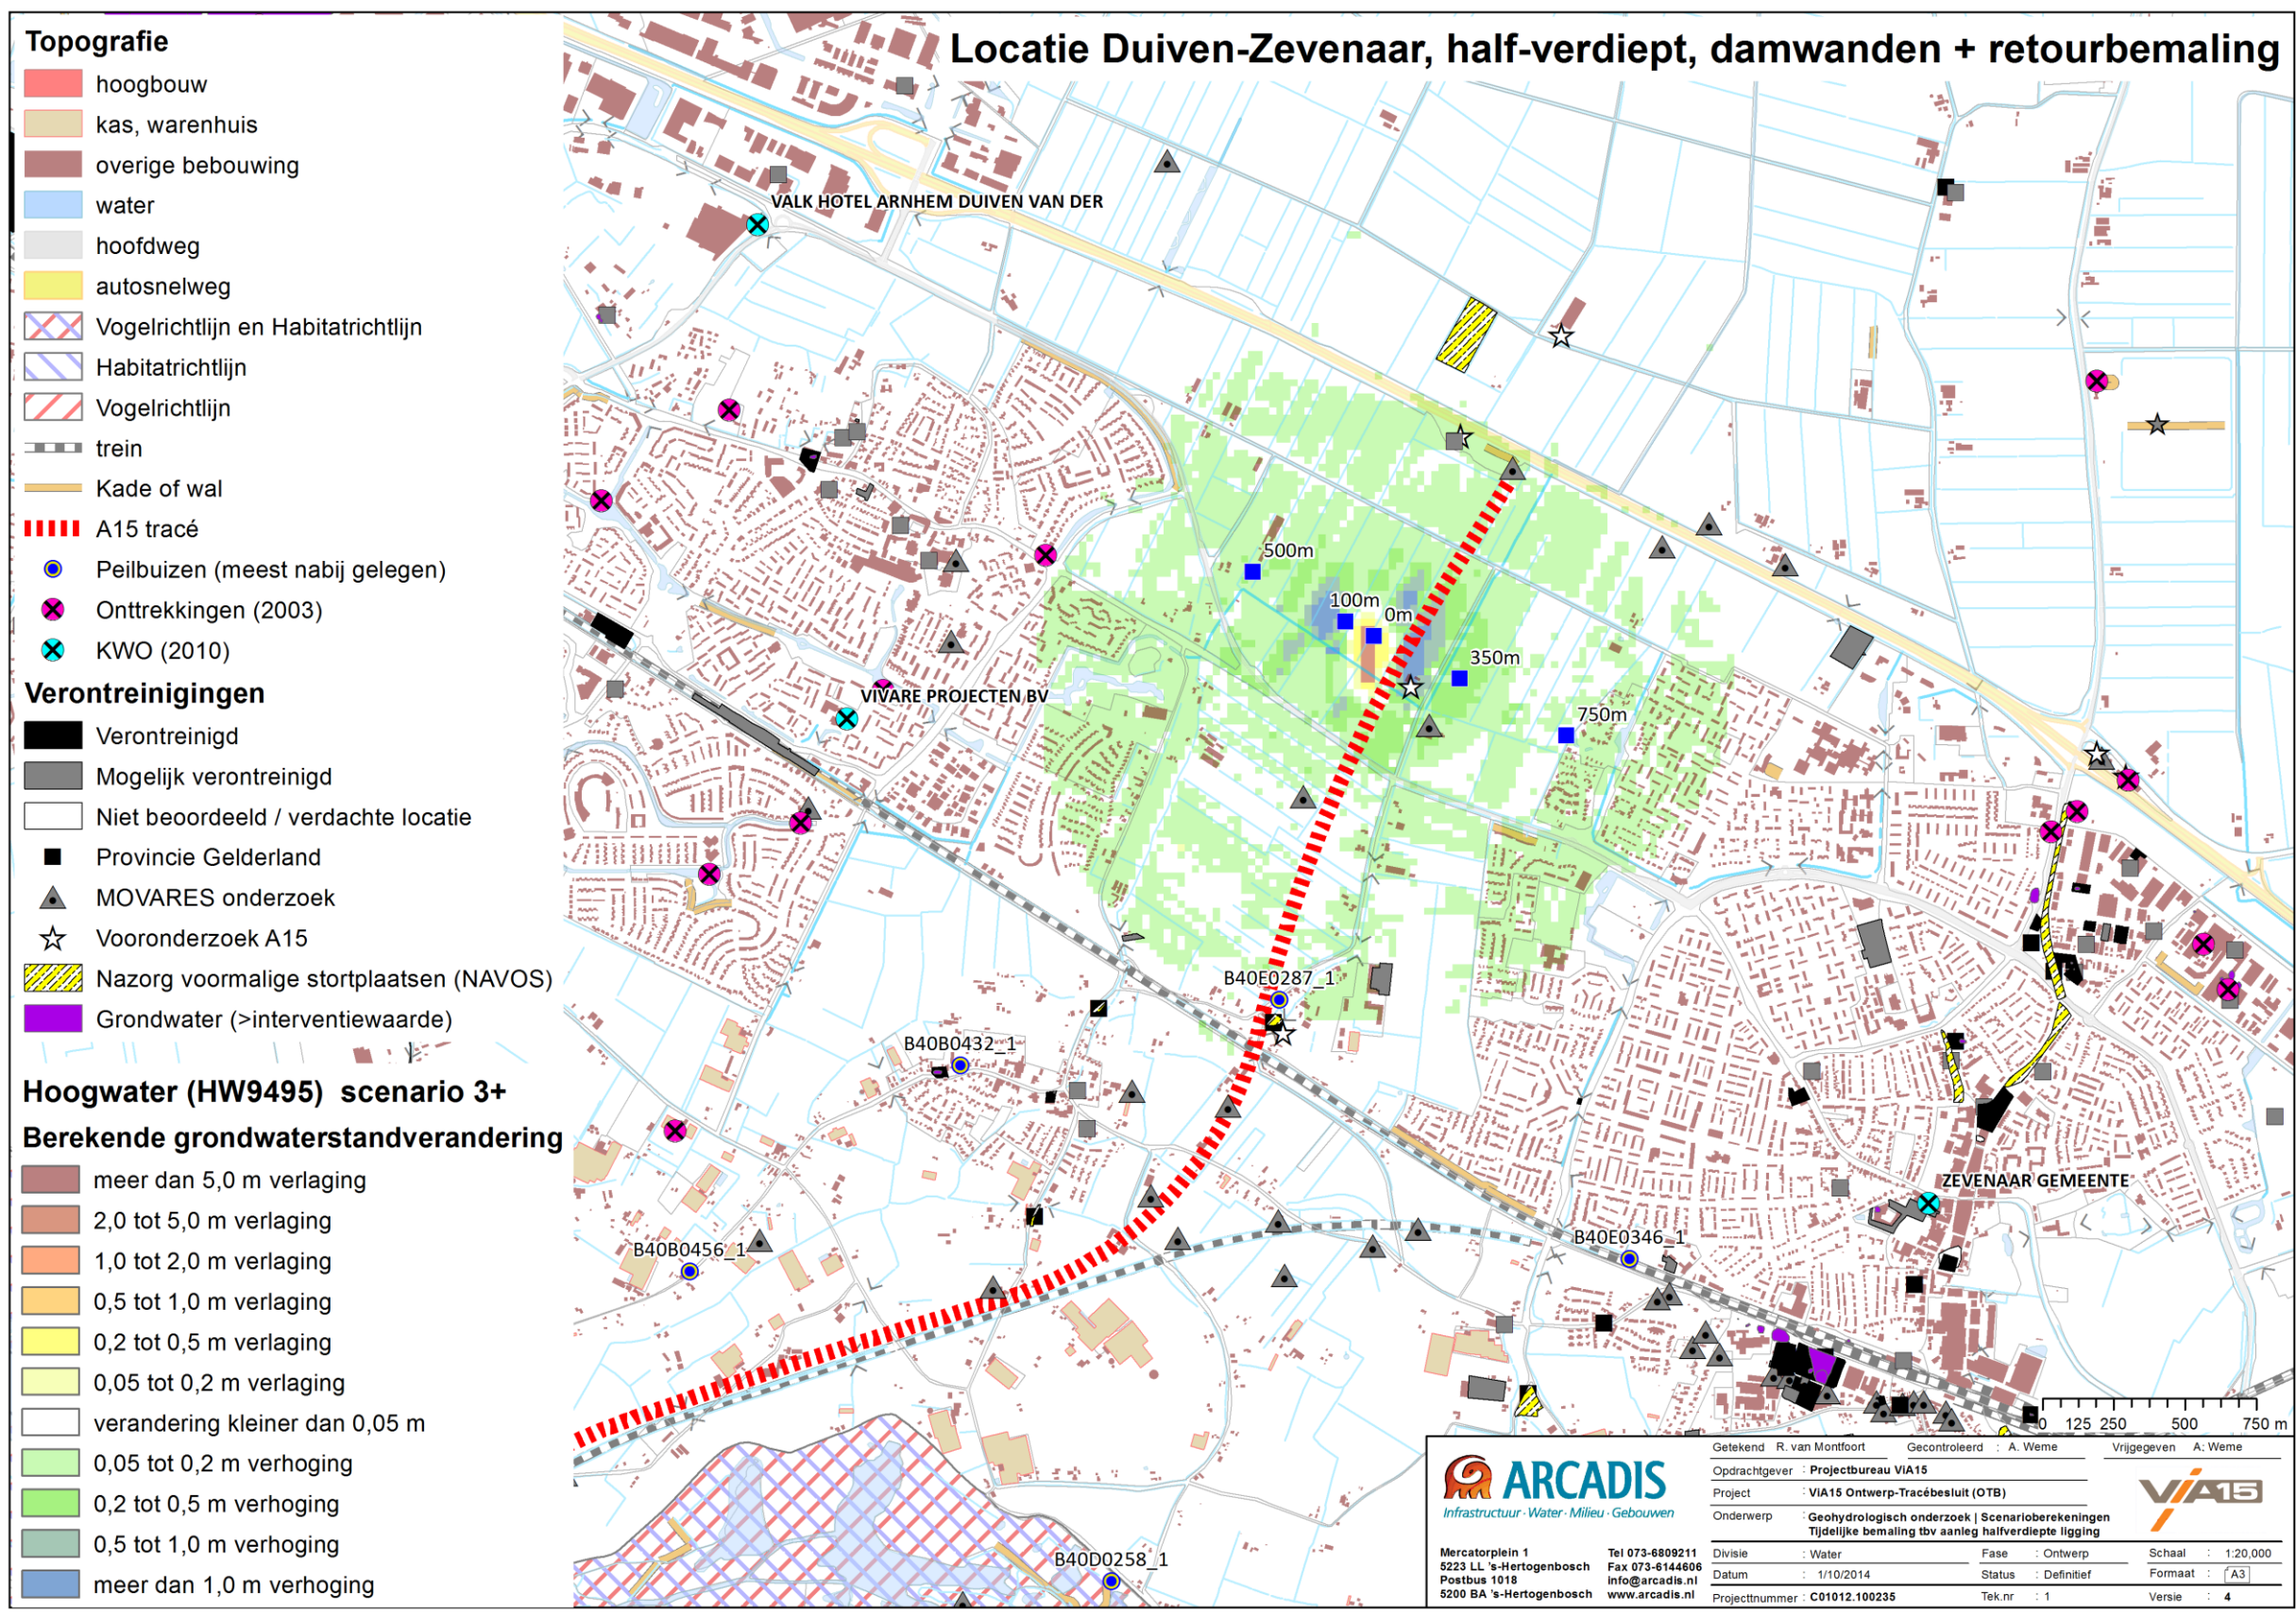 Locatie Duiven-Zevenaar, half-verdiept, damwanden + retourbemaling
Topografie
hoogbouw
kas, warenhuis
overige bebouwing
water
hoofdweg
autosnelweg
Vogelrichtlijn en Habitatrichtlijn
Habitatrichtlijn
Vogelrichtlijn
trein
Kade of wal
A15 tracé
Peilbuizen (meest nabij gelegen)
Onttrekkingen (2003)
KWO (2010)
Verontreinigingen
Verontreinigd
Mogelijk verontreinigd
Niet beoordeeld / verdachte locatie
Provincie Gelderland
MOVARES onderzoek
Vooronderzoek A15
Nazorg voormalige stortplaatsen (NAVOS)
Grondwater (>interventiewaarde)
Hoogwater (HW9495) scenario 3+
Berekende grondwaterstandverandering
meer dan 5,0 m verlaging
2,0 tot 5,0 m verlaging
1,0 tot 2,0 m verlaging
0,5 tot 1,0 m verlaging
0,2 tot 0,5 m verlaging
0,05 tot 0,2 m verlaging
verandering kleiner dan 0,05 m
0,05 tot 0,2 m verhoging
0,2 tot 0,5 m verhoging
0,5 tot 1,0 m verhoging
meer dan 1,0 m verhoging
VALK HOTEL ARNHEM DUIVEN VAN DER
500m
100m
0m
350m
VIVARE PROJECTEN BV
750m
B40E0287_1
B40B0432_1
ZEVENAAR GEMEENTE
B40E0346_1
B40B0456_1
B40D0258_1
0 125 250 500 750 m
ARCADIS
Infrastructuur · Water · Milieu · Gebouwen
Mercatorplein 1 Tel 073-6809211
5223 LL 's-Hertogenbosch Fax 073-6144606
Postbus 1018 info@arcadis.nl
5200 BA 's-Hertogenbosch www.arcadis.nl
Getekend R. van Montfoort Gecontroleerd : A. Weme Vrijgegeven A: Weme
Opdrachtgever : Projectbureau ViA15
Project : ViA15 Ontwerp-Tracébesluit (OTB)
Onderwerp : Geohydrologisch onderzoek | Scenarioberekeningen
Tijdelijke bemaling tbv aanleg halfverdiepte ligging
ViA15
Divisie : Water Fase : Ontwerp Schaal : 1:20,000
Datum : 1/10/2014 Status : Definitief Formaat : A3
Projecttnummer : C01012.100235 Tek.nr : 1 Versie : 4